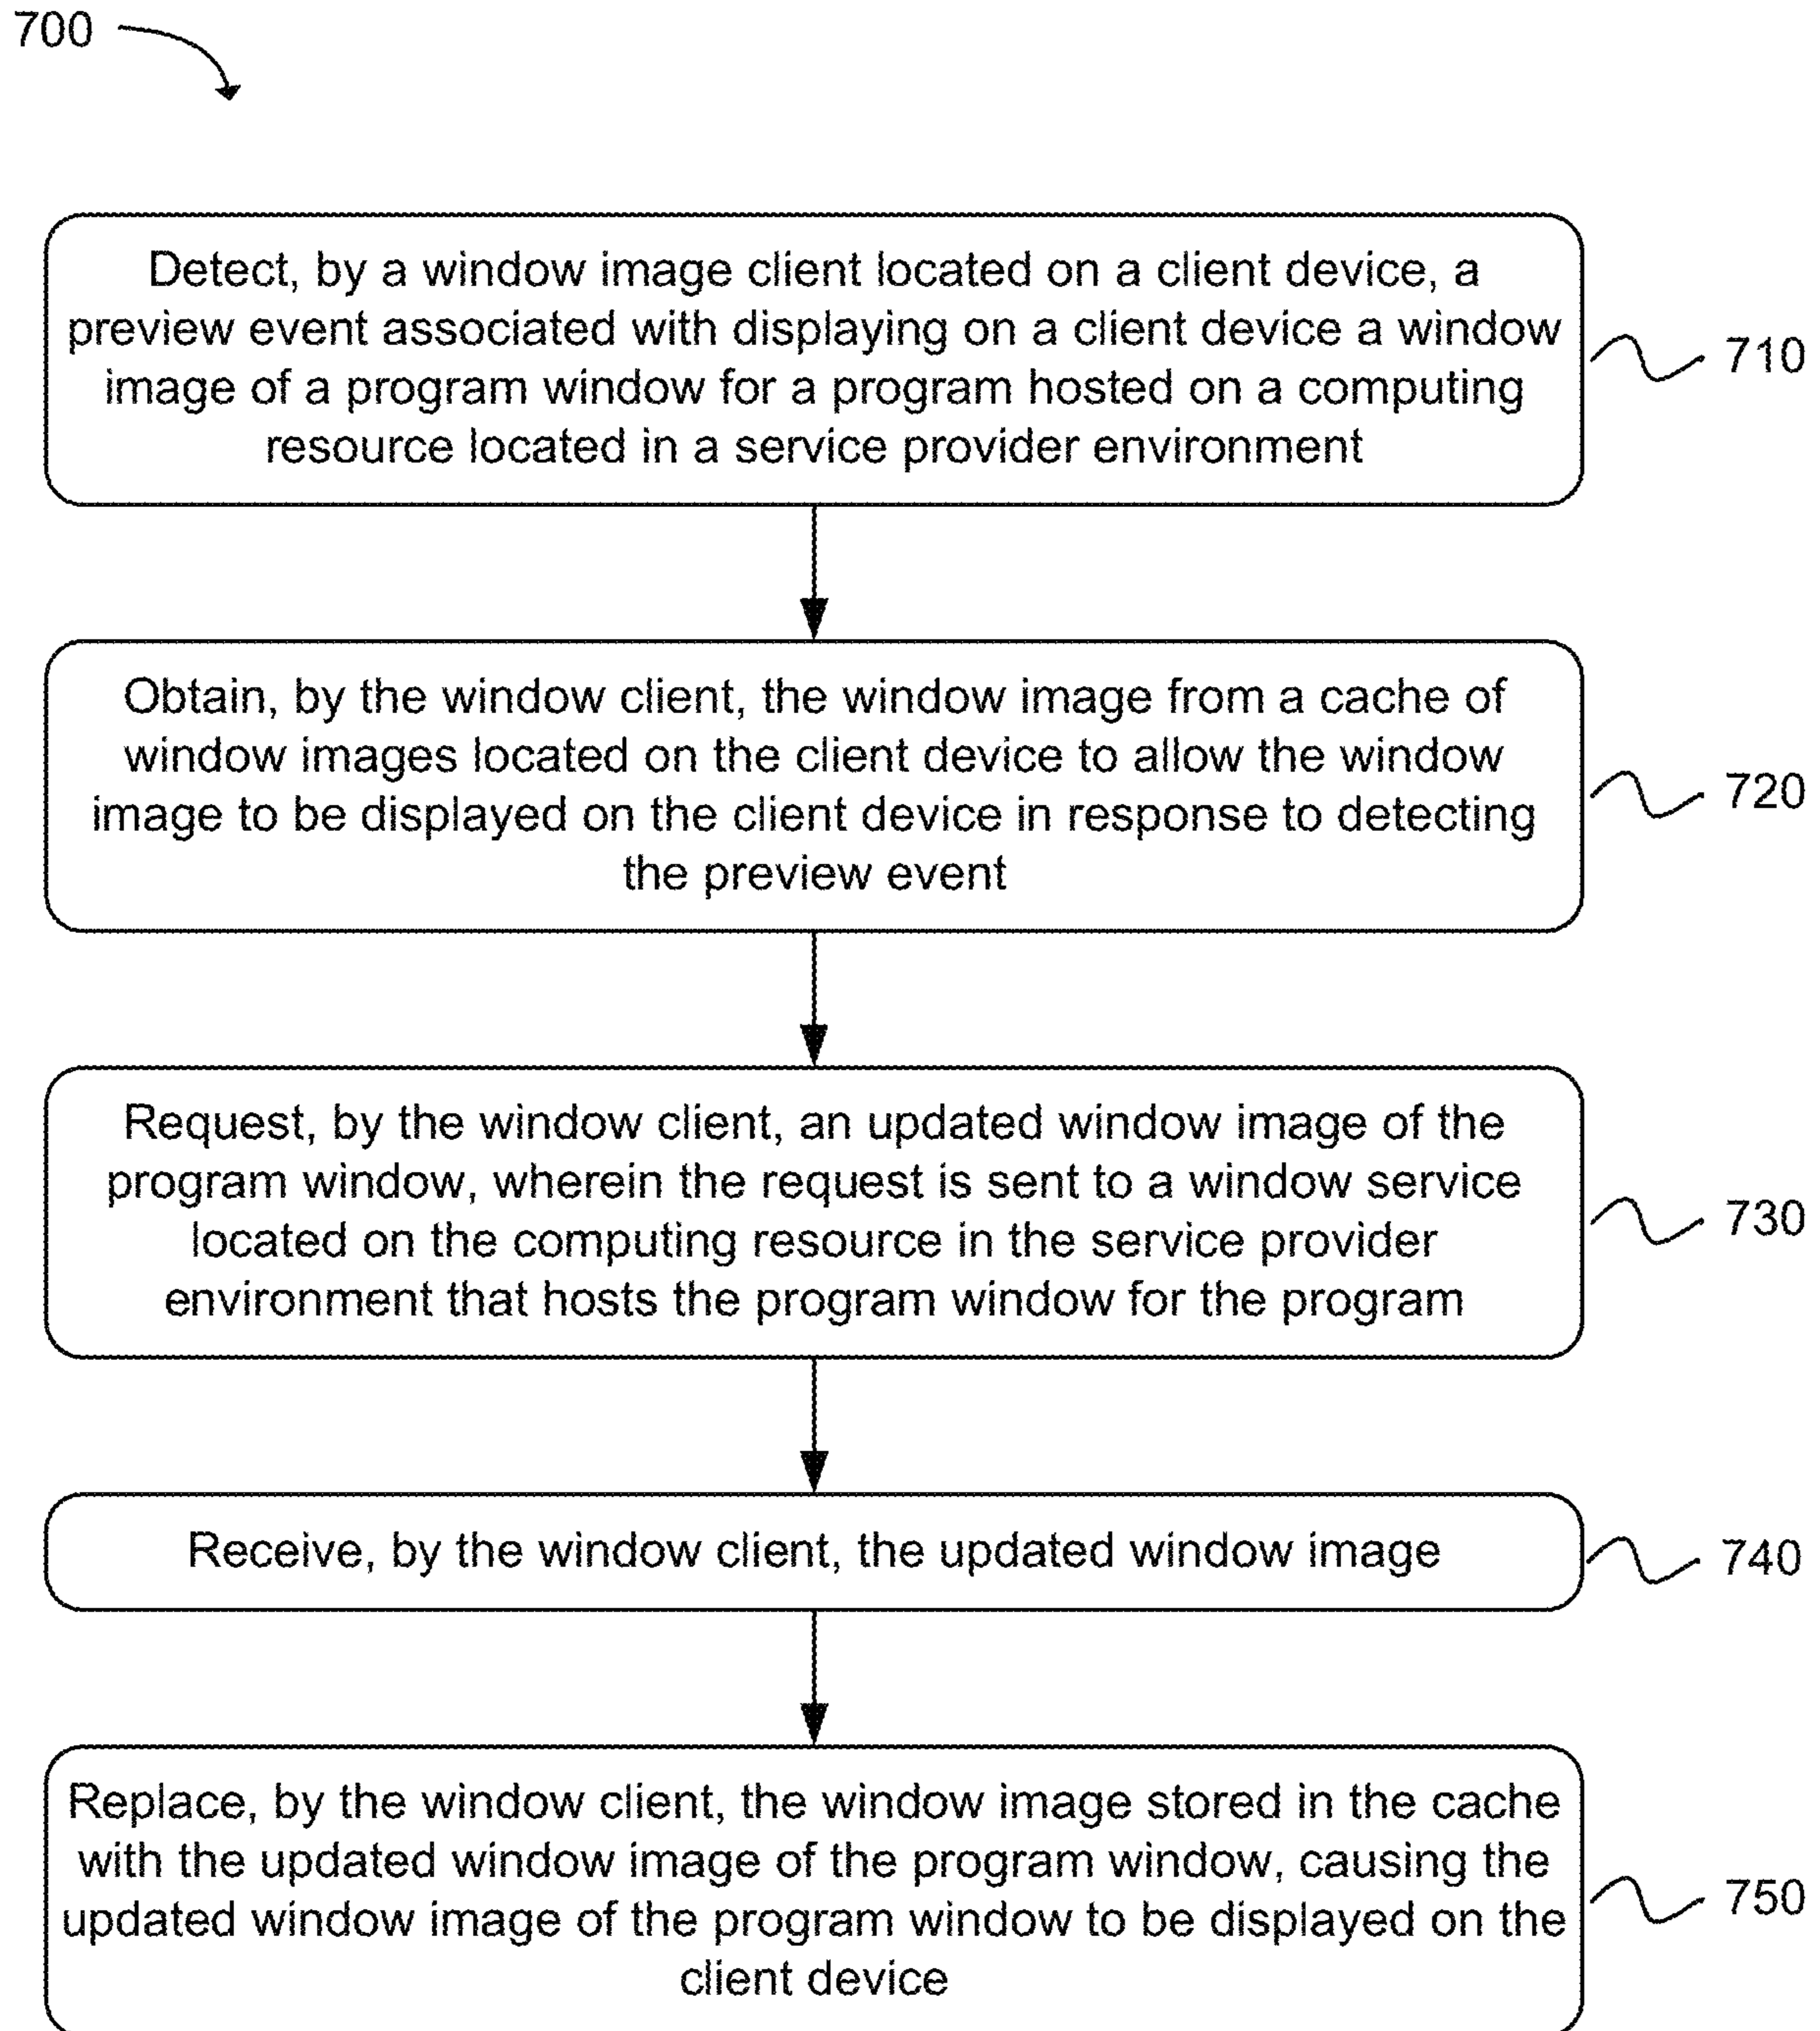 700
Detect, by a window image client located on a client device, a
preview event associated with displaying on a client device a window
image of a program window for a program hosted on a computing
resource located in a service provider environment
710
Obtain, by the window client, the window image from a cache of
window images located on the client device to allow the window
image to be displayed on the client device in response to detecting
the preview event
720
Request, by the window client, an updated window image of the
program window, wherein the request is sent to a window service
located on the computing resource in the service provider
environment that hosts the program window for the program
730
Receive, by the window client, the updated window image
740
Replace, by the window client, the window image stored in the cache
with the updated window image of the program window, causing the
updated window image of the program window to be displayed on the
client device
750